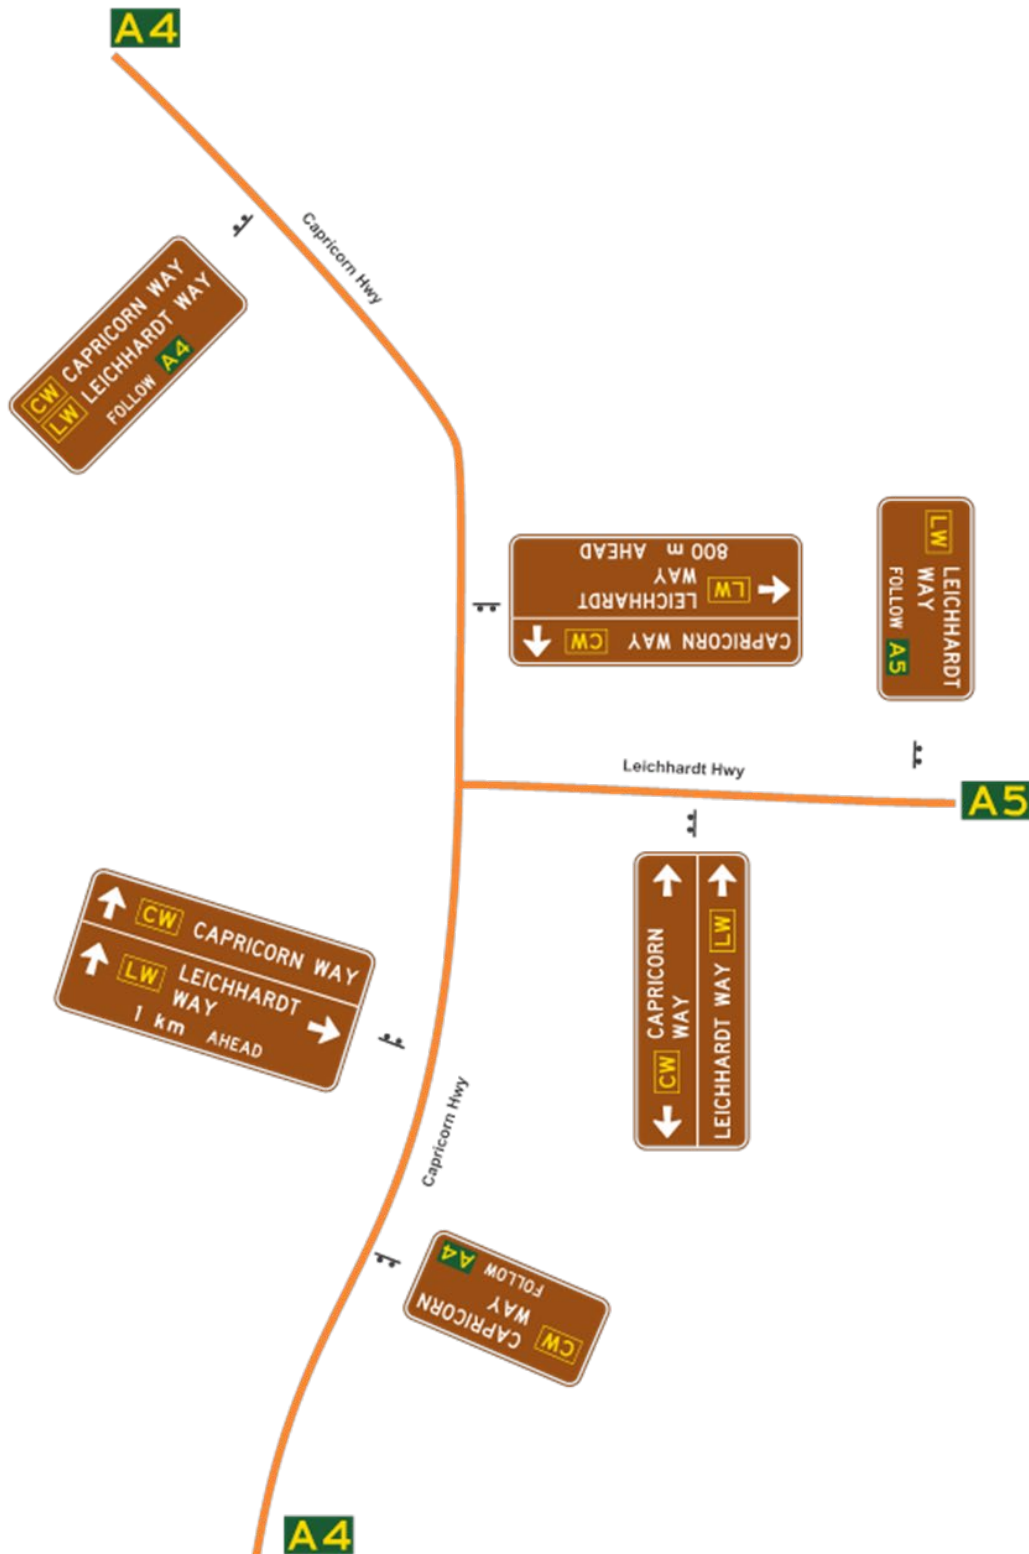 A4
Capricorn Hwy
CW CAPRICORN WAY
LW LEICHHARDT WAY
FOLLOW A4
CAPRICORN WAY CW
LEICHHARDT
WAY
LW
800 m AHEAD
LW LEICHHARDT
WAY
FOLLOW A5
Leichhardt Hwy
A5
CW CAPRICORN WAY
LW LEICHHARDT
WAY
1 km AHEAD
CW CAPRICORN
WAY
LEICHHARDT WAY LW
Capricorn Hwy
CW CAPRICORN
WAY
FOLLOW A4
A4